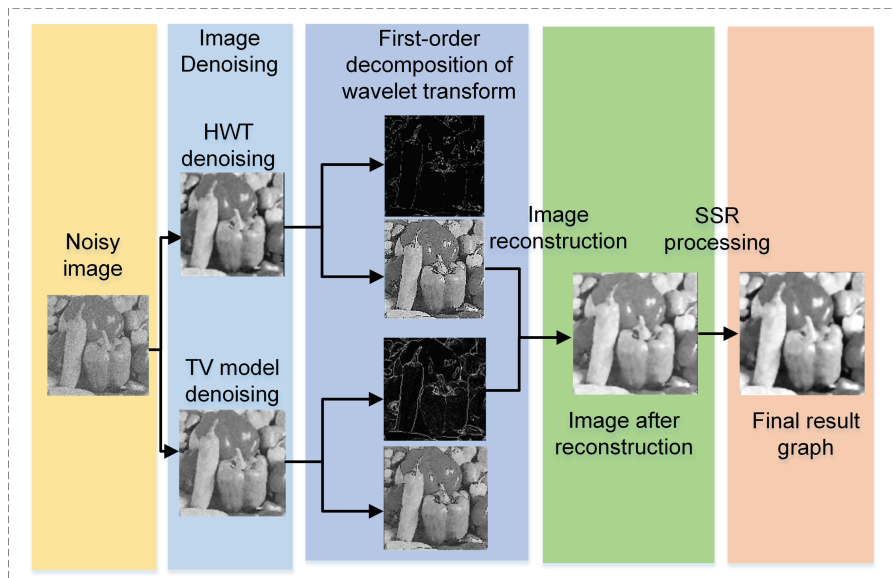 Noisy
image
Image
Denoising
HWT
denoising
TV model
denoising
First-order
decomposition of
wavelet transform
Image
reconstruction
Image after
reconstruction
SSR
processing
Final result
graph